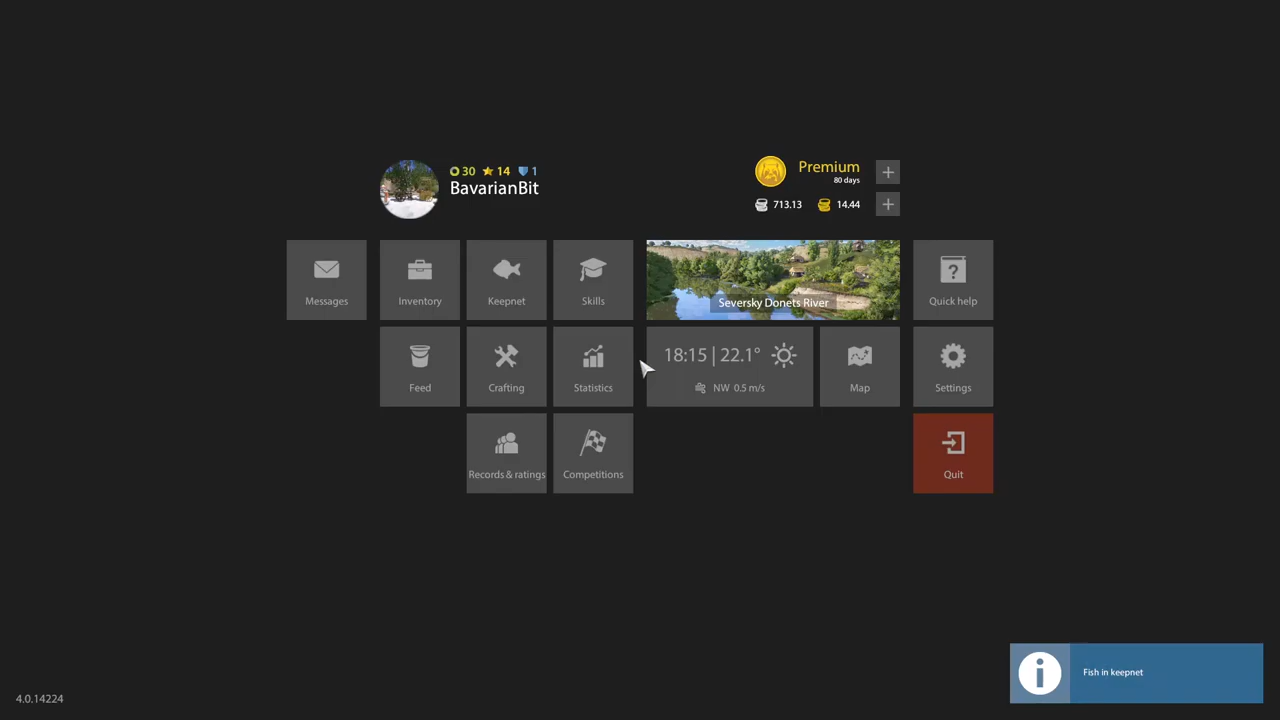 30 14 1
BavarianBit
Premium
80 days
713.13 14.44
Messages
Inventory
Keepnet
Skills
Seversky Donets River
Quick help
Feed
Crafting
Statistics
18:15 | 22.1°
NW 0.5 m/s
Map
Settings
Records & ratings
Competitions
Quit
Fish in keepnet
4.0.14224